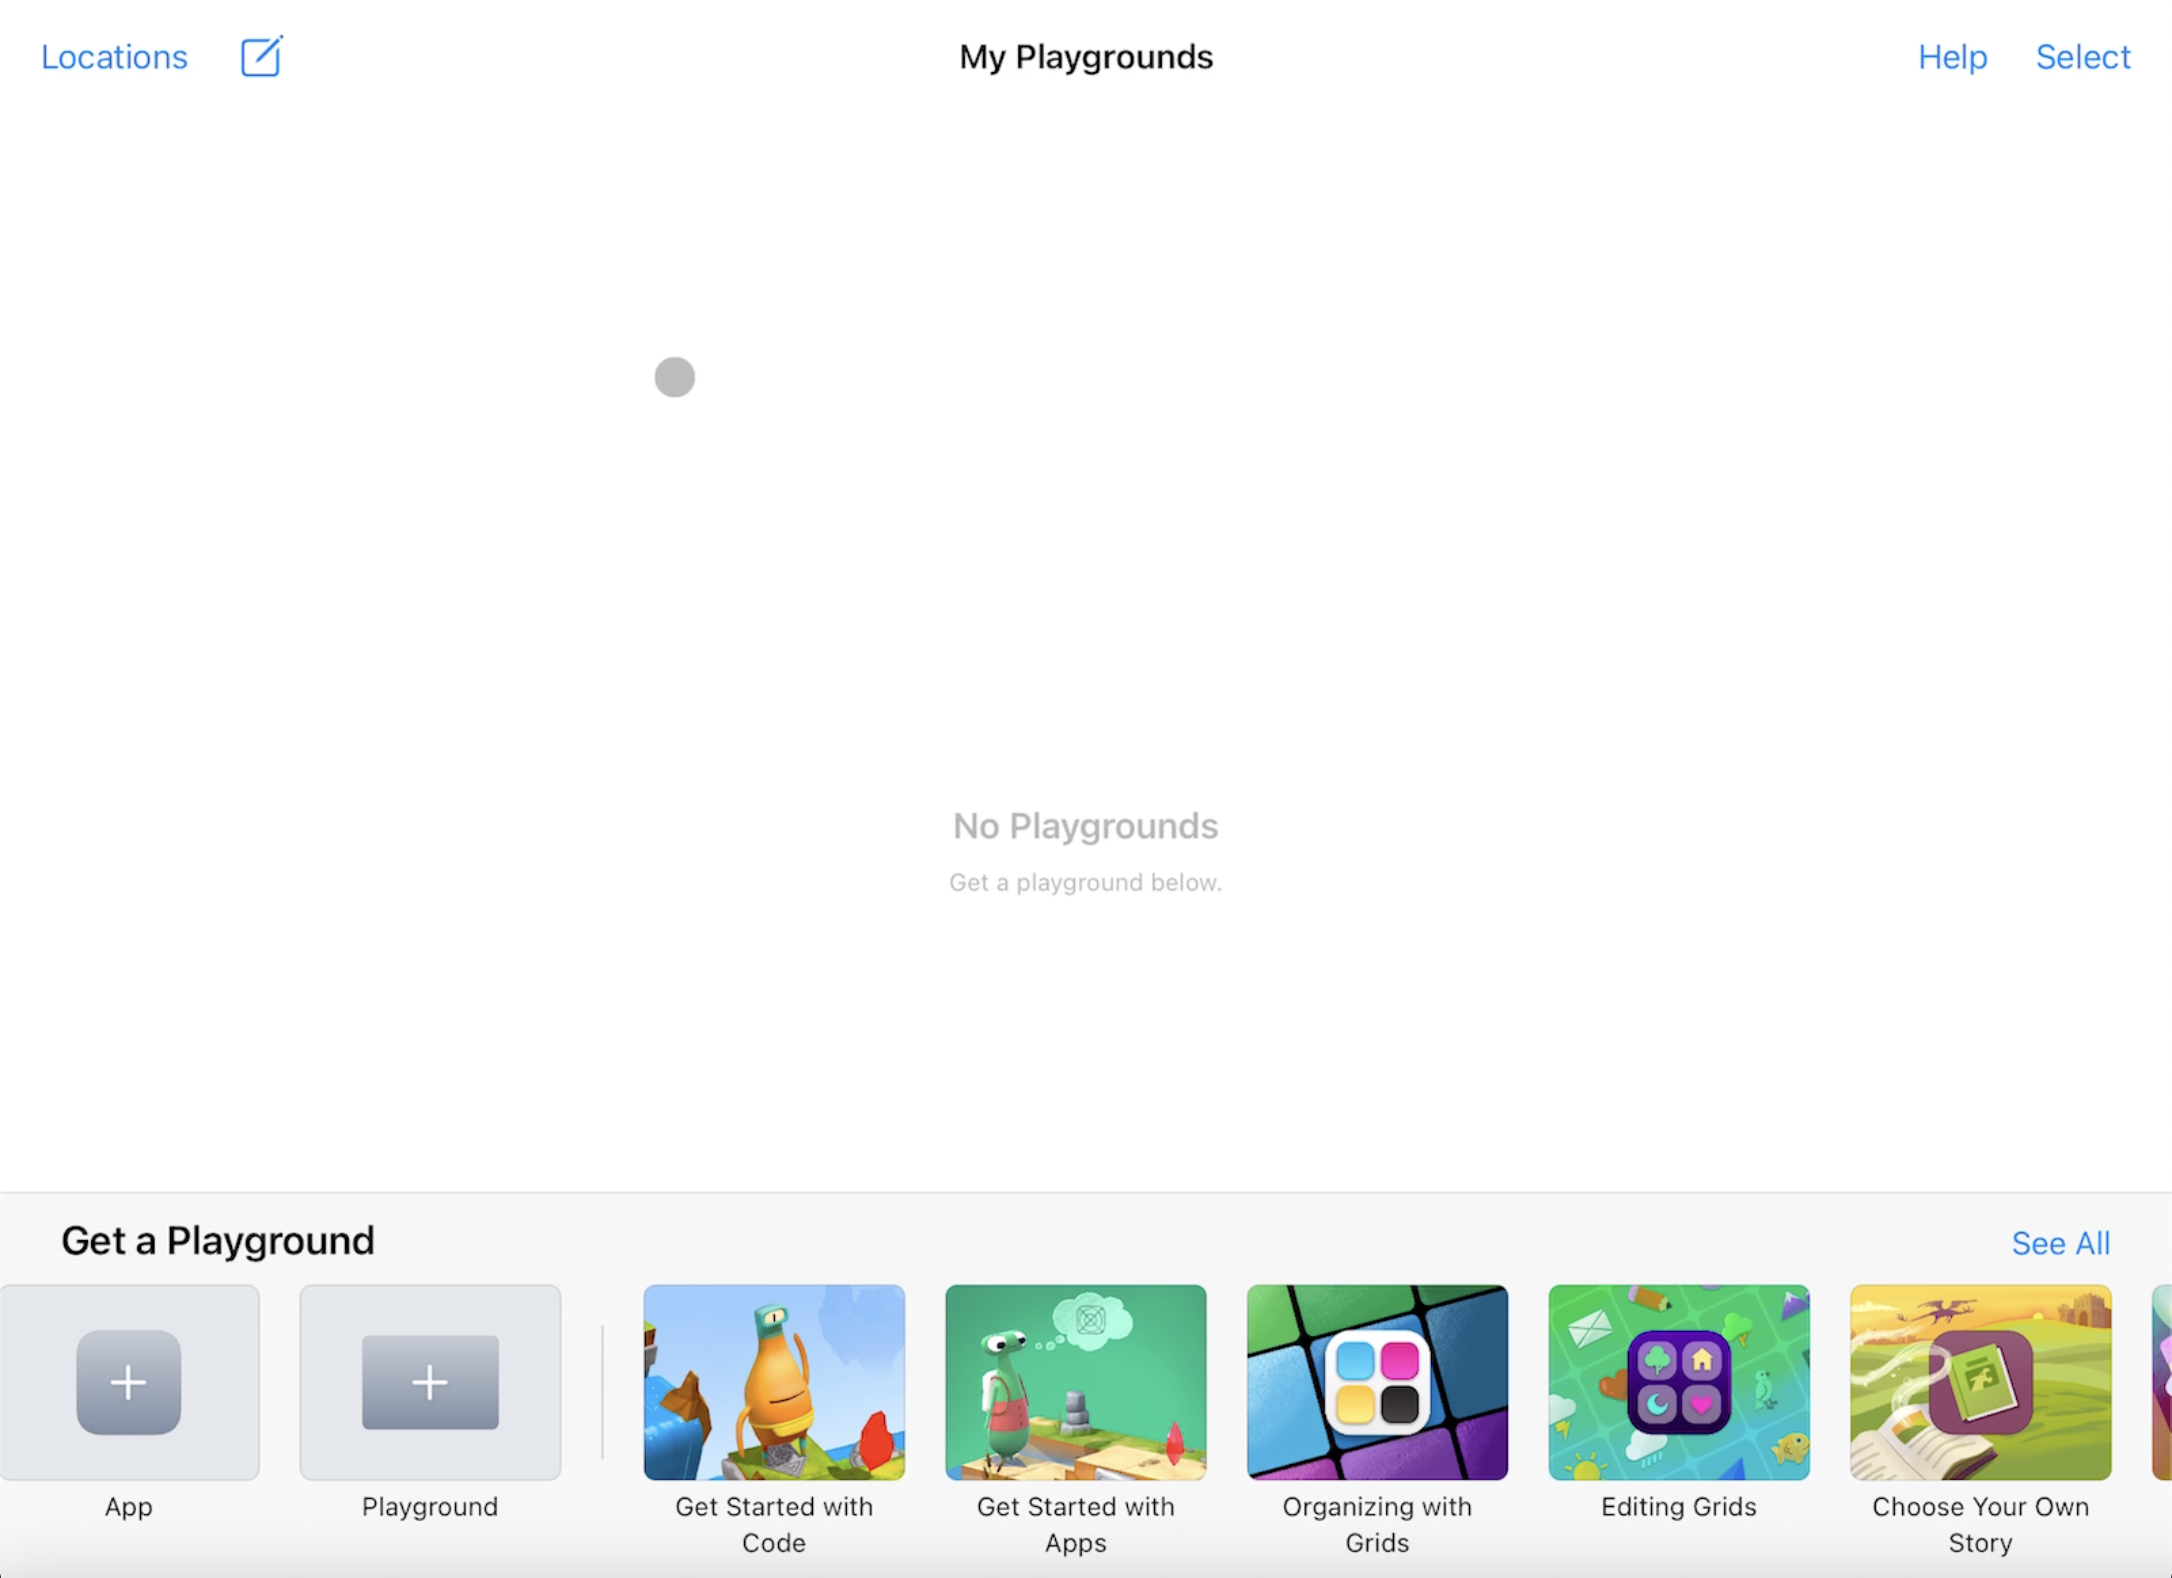 Locations
My Playgrounds
Help
Select
No Playgrounds
Get a playground below.
Get a Playground
See All
App
Playground
Get Started with
Code
Get Started with
Apps
Organizing with
Grids
Editing Grids
Choose Your Own
Story